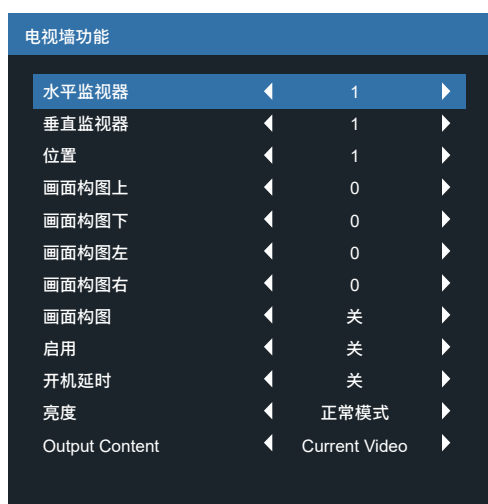 电视墙功能
水平监视器 1
垂直监视器 1
位置 1
画面构图上 0
画面构图下 0
画面构图左 0
画面构图右 0
画面构图 关
启用 关
开机延时 关
亮度 正常模式
Output Content Current Video